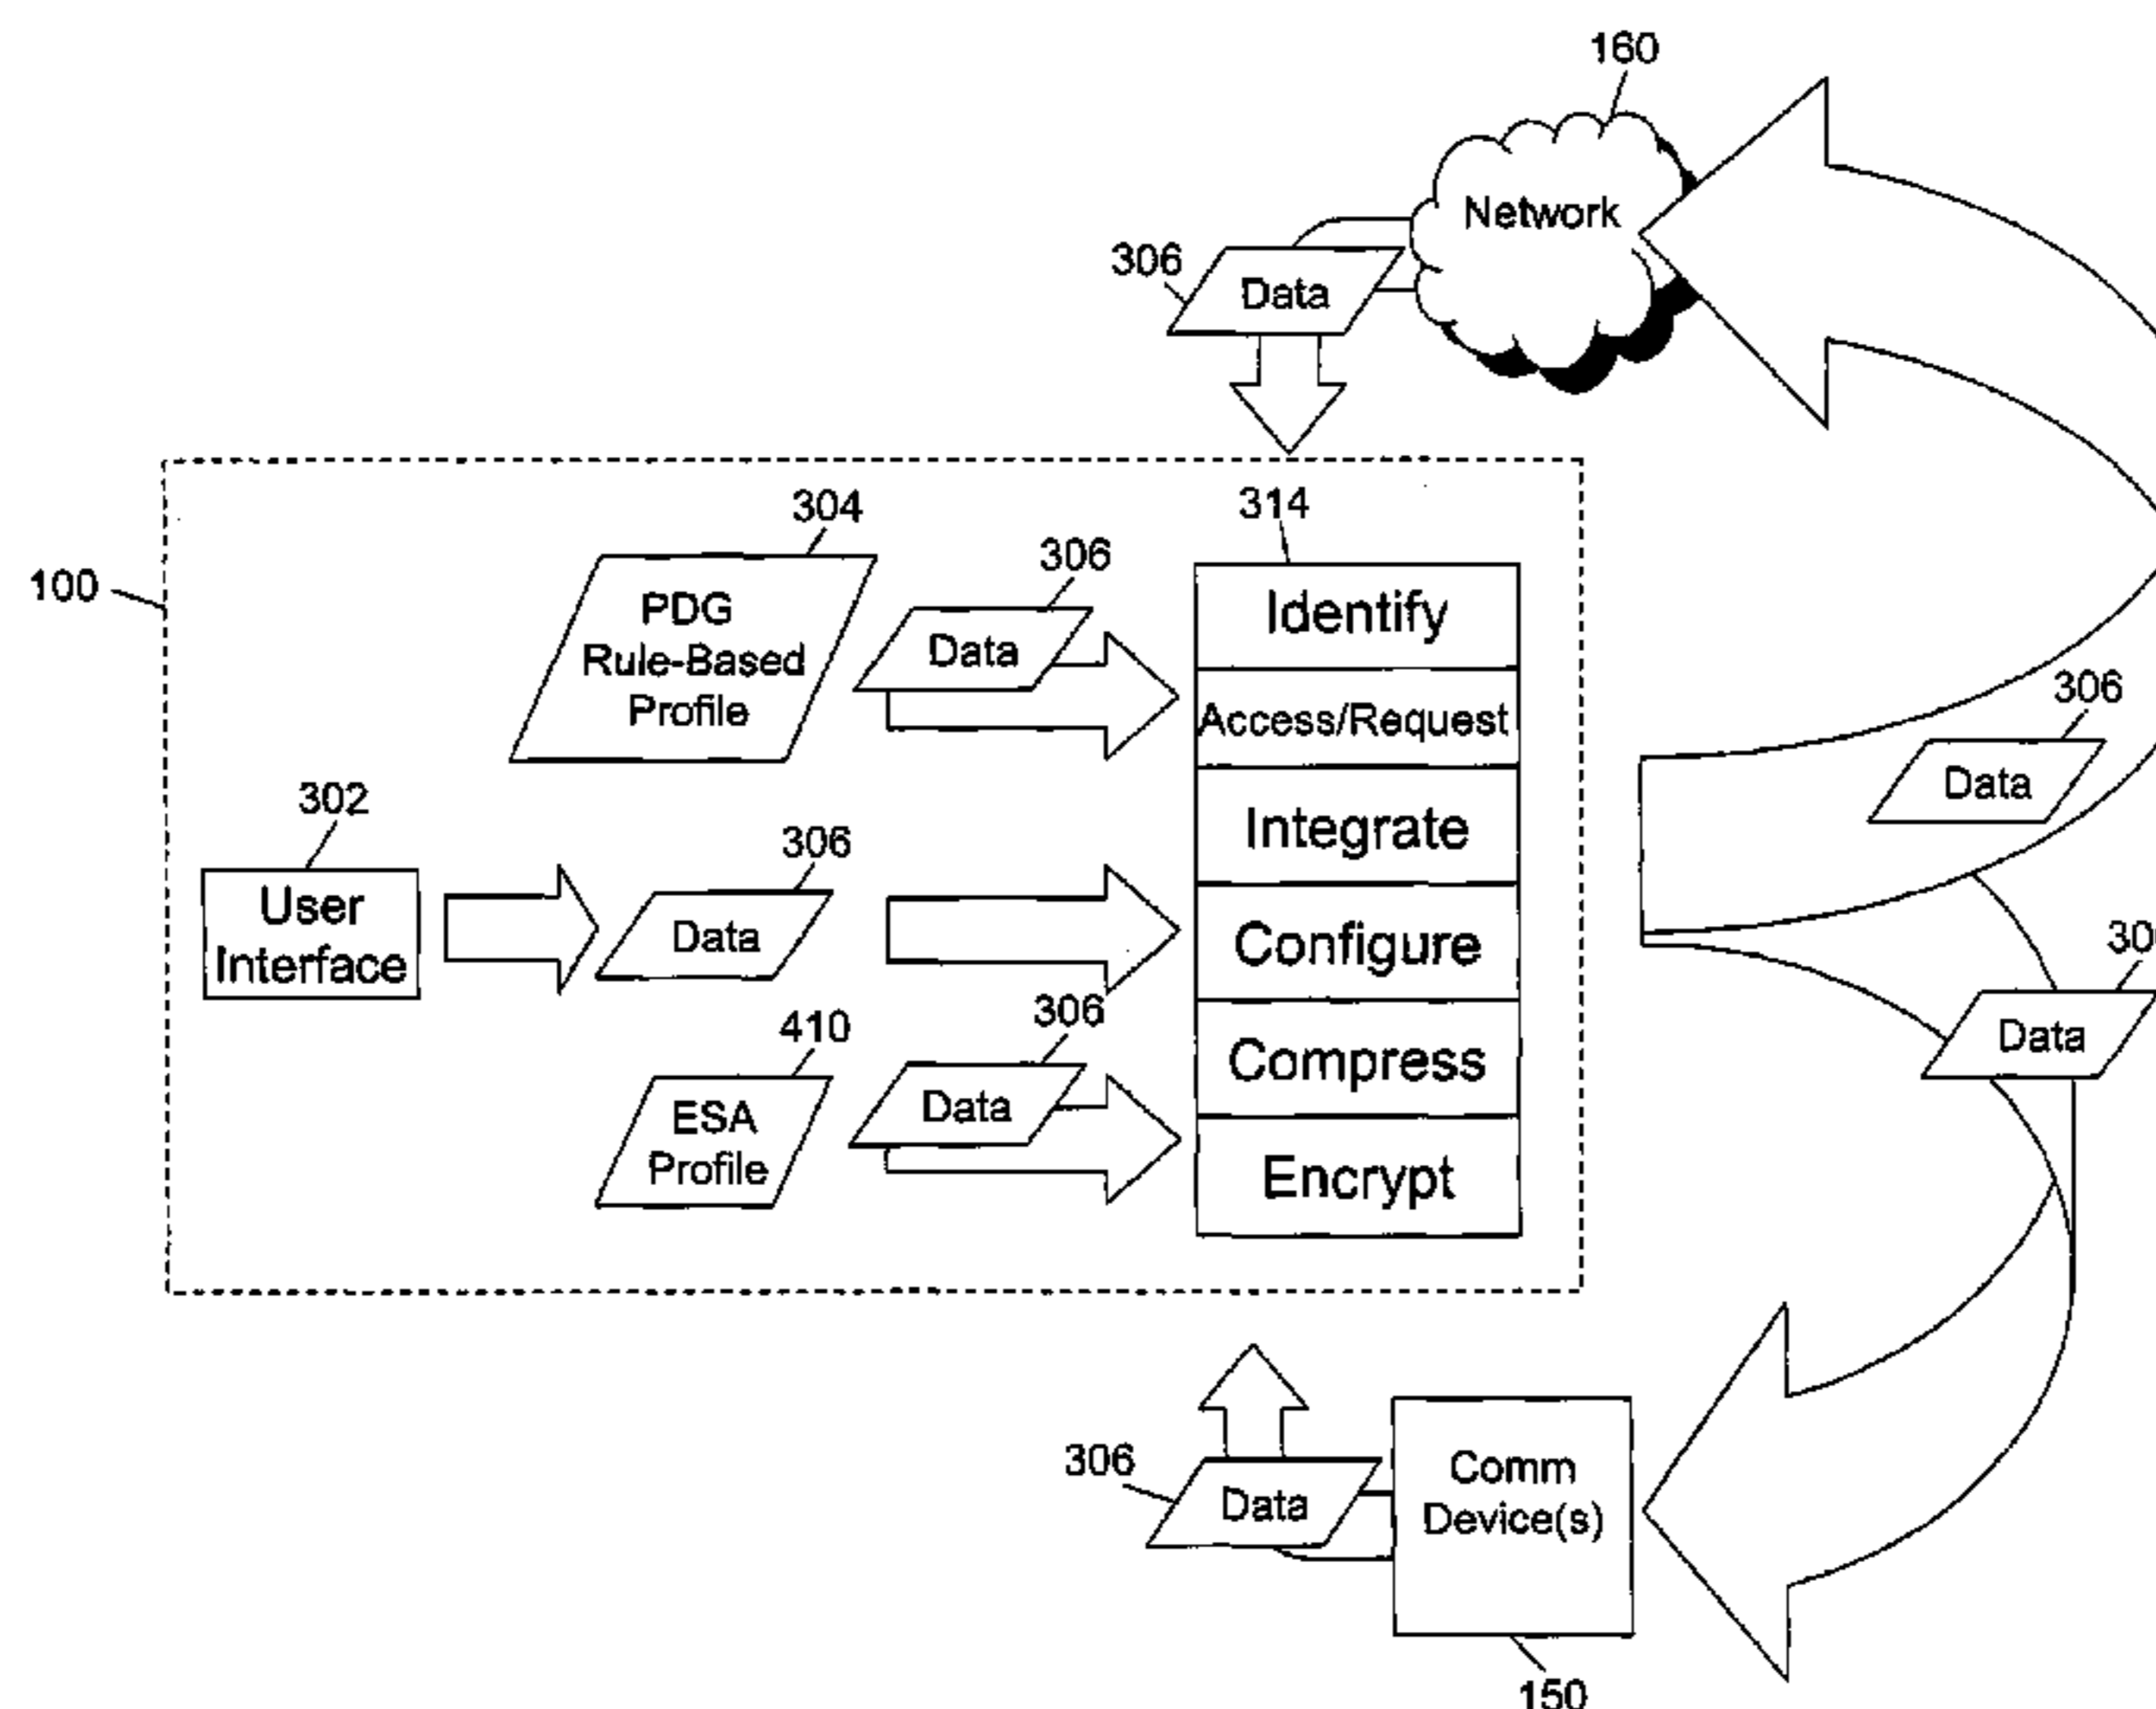 160
Network
306
Data
304
314
306
100
PDG
Rule-Based
Profile
Data
Identify
Access/Request
306
Data
302
306
Integrate
User
Interface
Data
Configure
Data
410
306
Compress
ESA
Profile
Data
Encrypt
306
Data
Comm
Device(s)
150